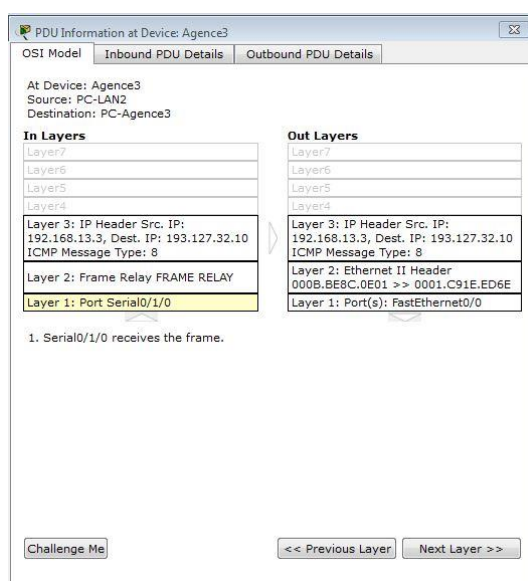 PDU Information at Device: Agence3
OSI Model Inbound PDU Details Outbound PDU Details
At Device: Agence3
Source: PC-LAN2
Destination: PC-Agence3
In Layers
Layer7
Layer6
Layer5
Layer4
Layer 3: IP Header Src. IP:
192.168.13.3, Dest. IP: 193.127.32.10
ICMP Message Type: 8
Layer 2: Frame Relay FRAME RELAY
Layer 1: Port Serial0/1/0
Out Layers
Layer7
Layer6
Layer5
Layer4
Layer 3: IP Header Src. IP:
192.168.13.3, Dest. IP: 193.127.32.10
ICMP Message Type: 8
Layer 2: Ethernet II Header
000B.BE8C.0E01 >> 0001.C91E.ED6E
Layer 1: Port(s): FastEthernet0/0
1. Serial0/1/0 receives the frame.
Challenge Me
<< Previous Layer
Next Layer >>